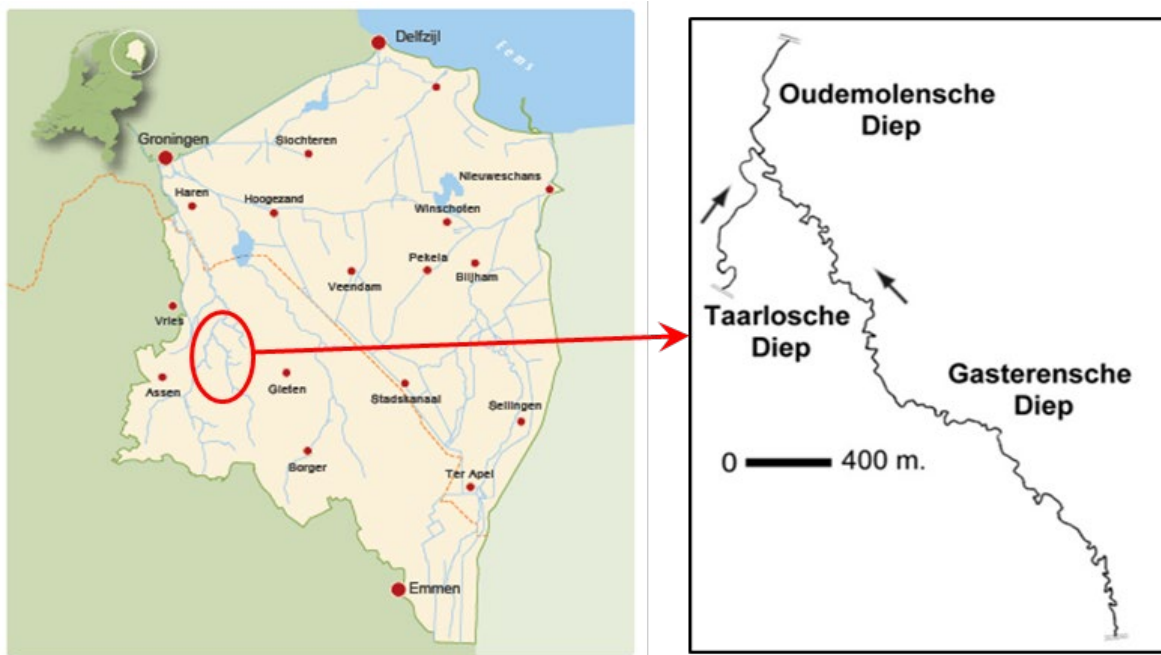 Delfzijl
Eems
Groningen
Slochteren
Nieuweschans
Haren
Hoogezand
Winschoten
Pekela
Blijham
Veendam
Vries
Assen
Gieten
Stadskanaal
Sellingen
Borger
Ter Apel
Emmen
Oudemolensche
Diep
Taarlosche
Diep
Gasterensche
Diep
0 400 m.